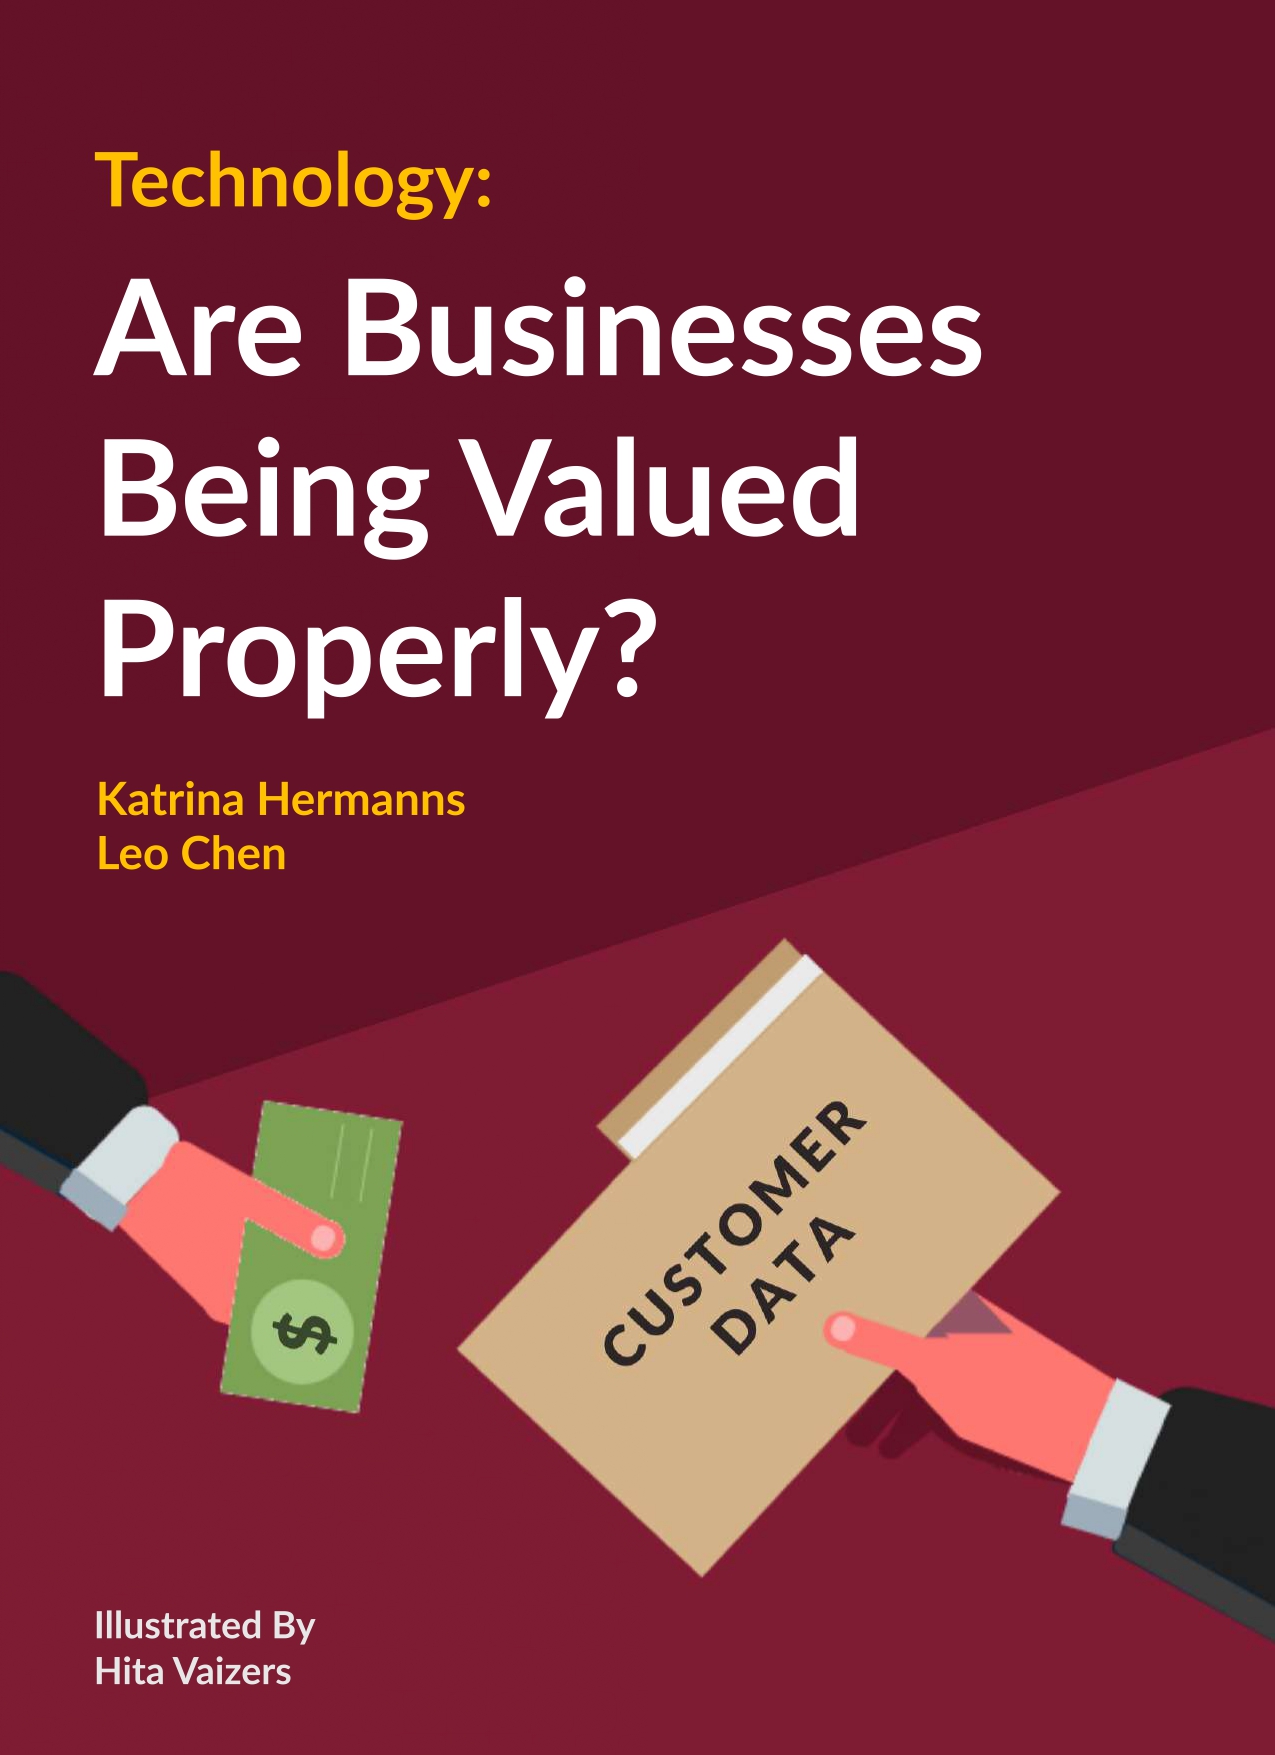 Technology:
Are Businesses
Being Valued
Properly?
Katrina Hermanns
Leo Chen
CUSTOMER
DATA
$
Illustrated By
Hita Vaizers